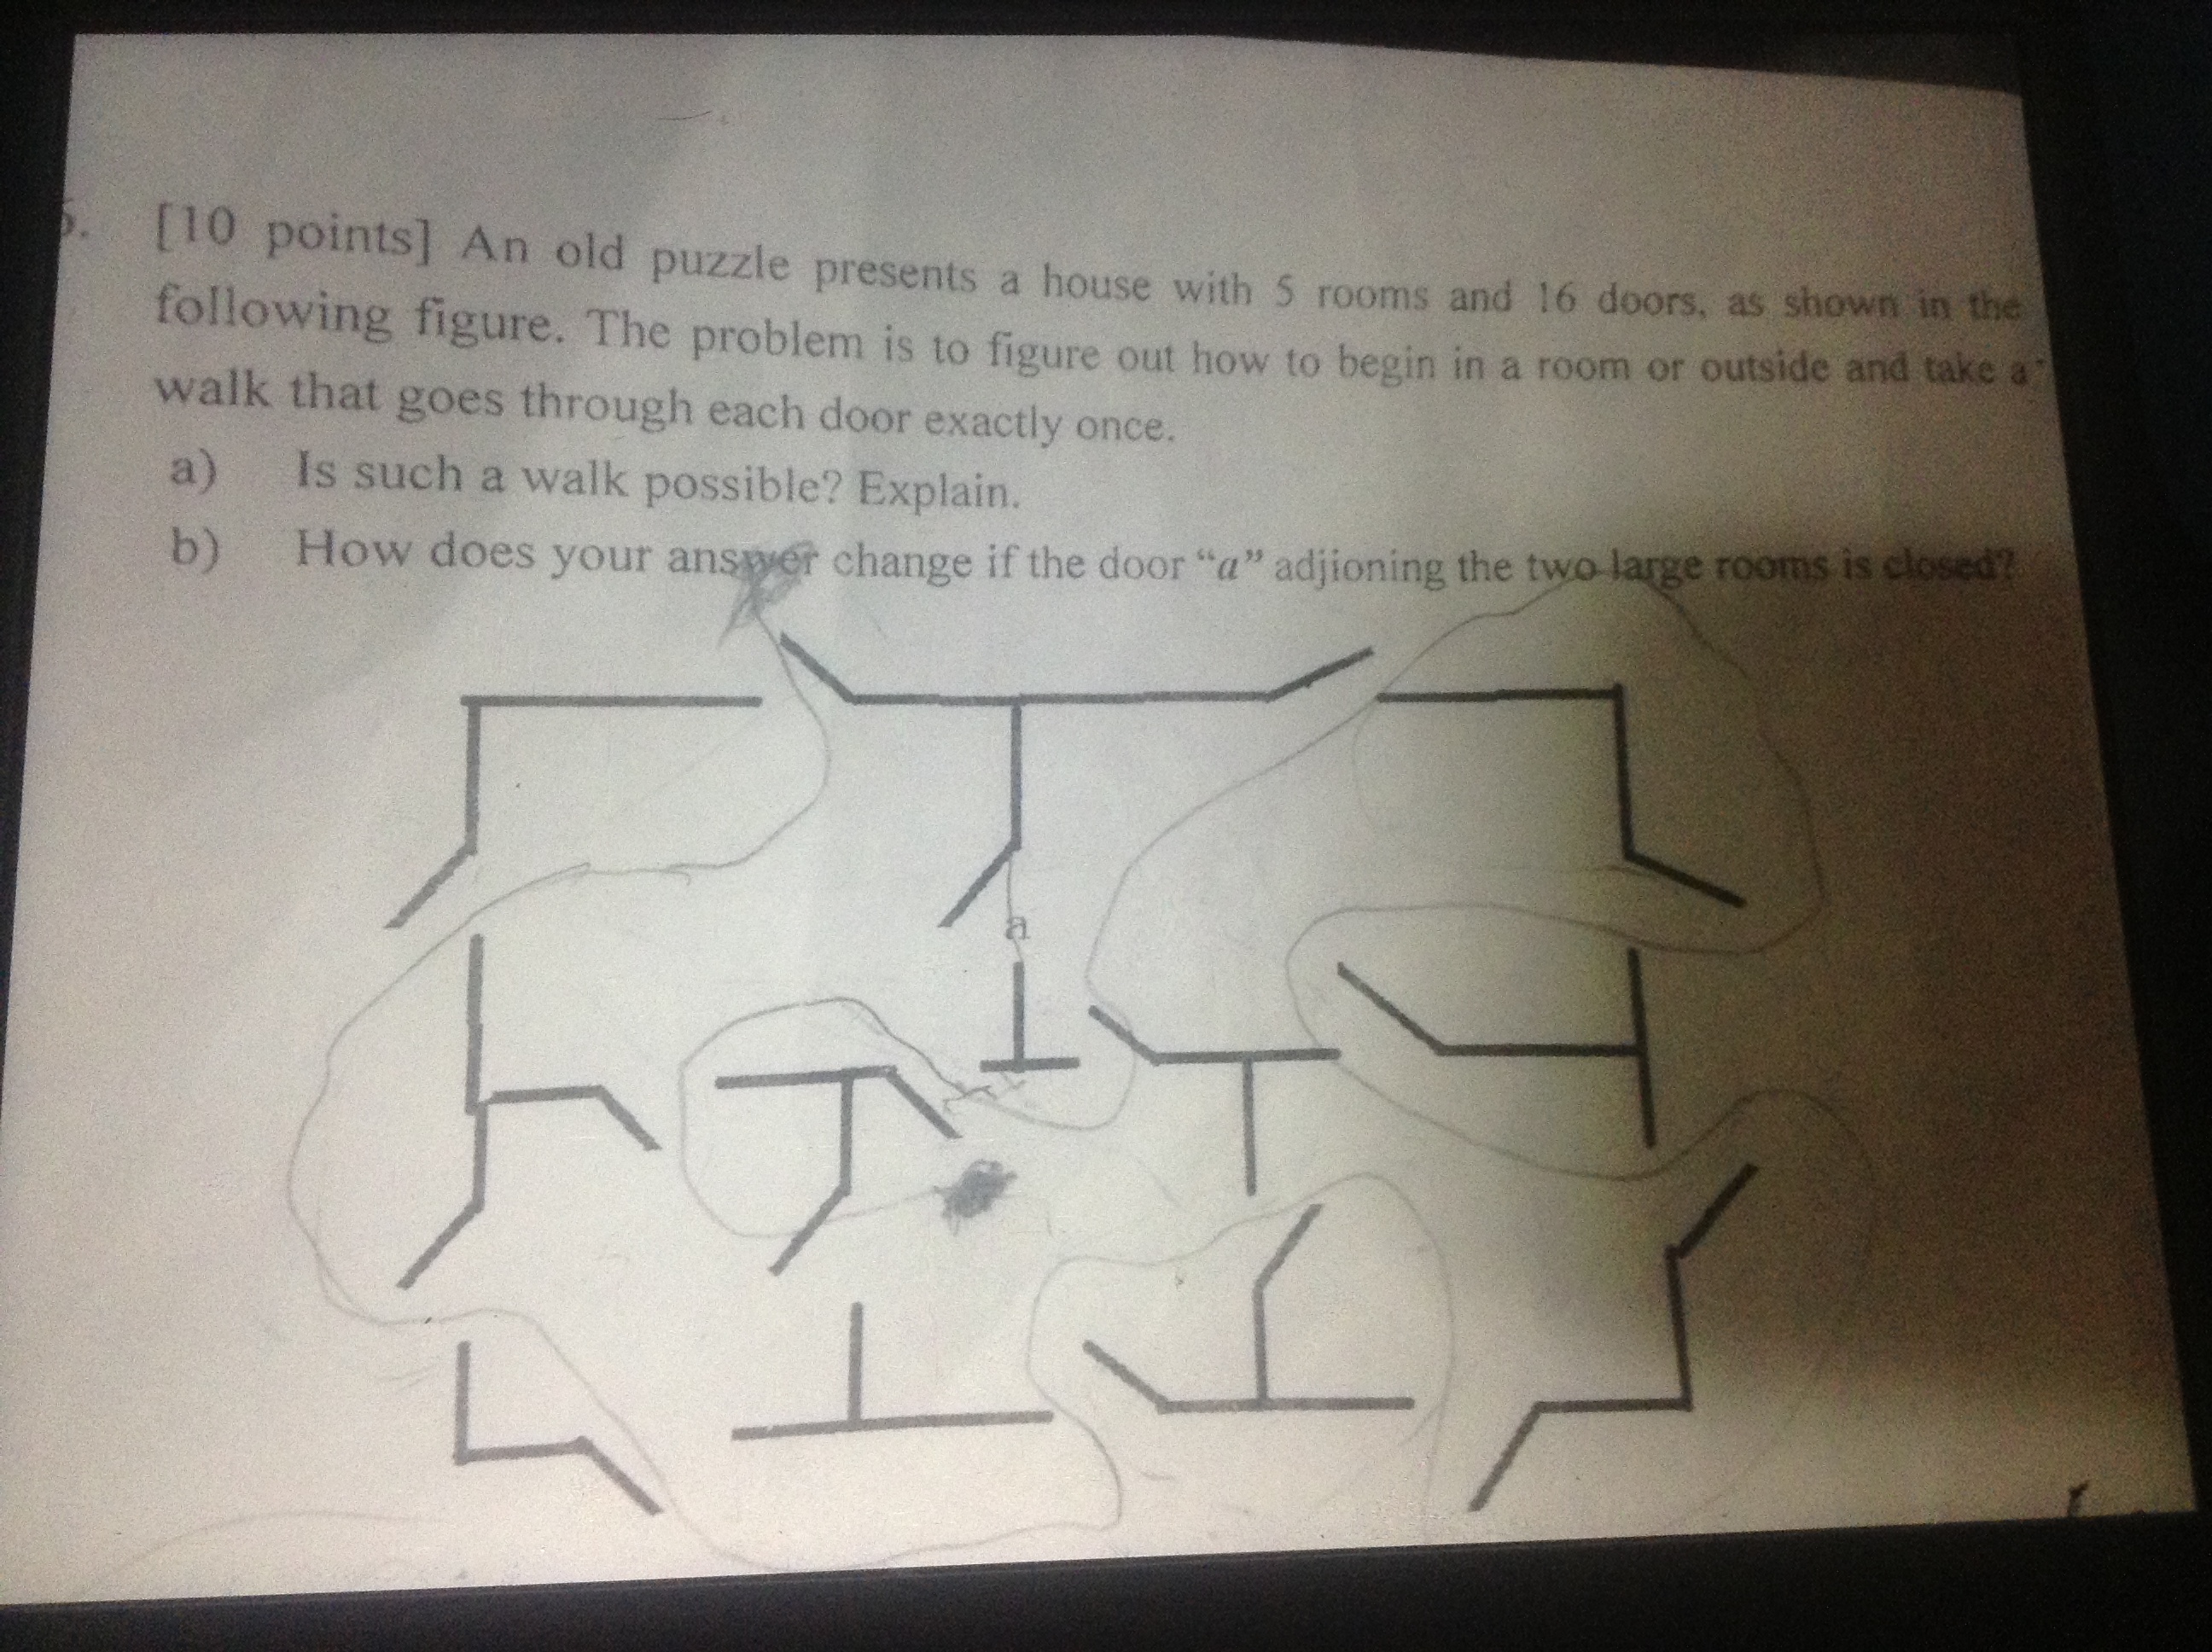 [10 points] An old puzzle presents a house with 5 rooms and 16 doors, as shown in the
following figure. The problem is to figure out how to begin in a room or outside and take a
walk that goes through each door exactly once.
a) Is such a walk possible? Explain.
b) How does your answer change if the door “a” adjioning the two large rooms is closed?
a